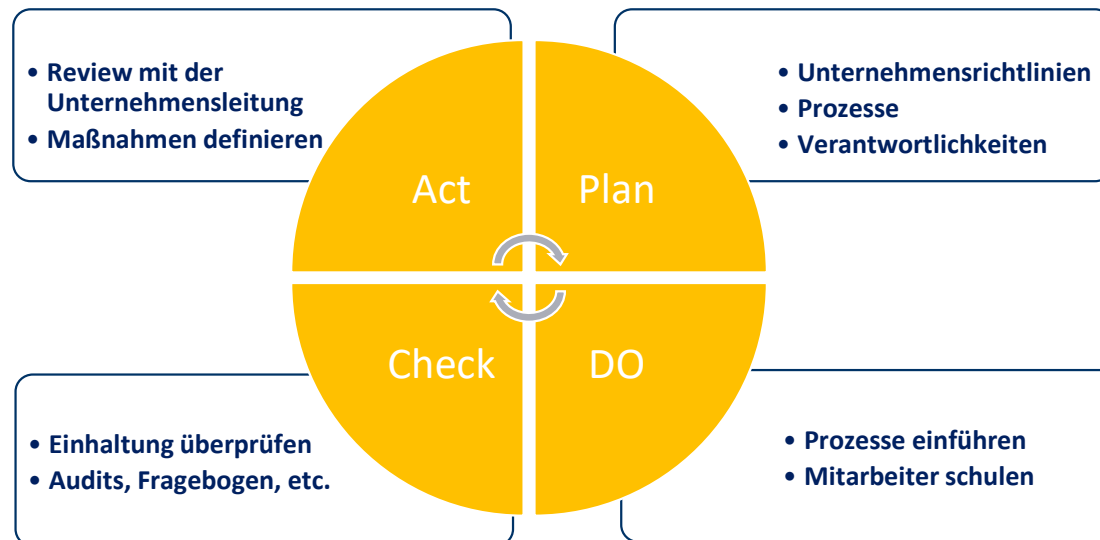 • Review mit der
Unternehmensleitung
• Maßnahmen definieren
• Unternehmensrichtlinien
• Prozesse
• Verantwortlichkeiten
Act
Plan
Check
DO
• Einhaltung überprüfen
• Audits, Fragebogen, etc.
• Prozesse einführen
• Mitarbeiter schulen